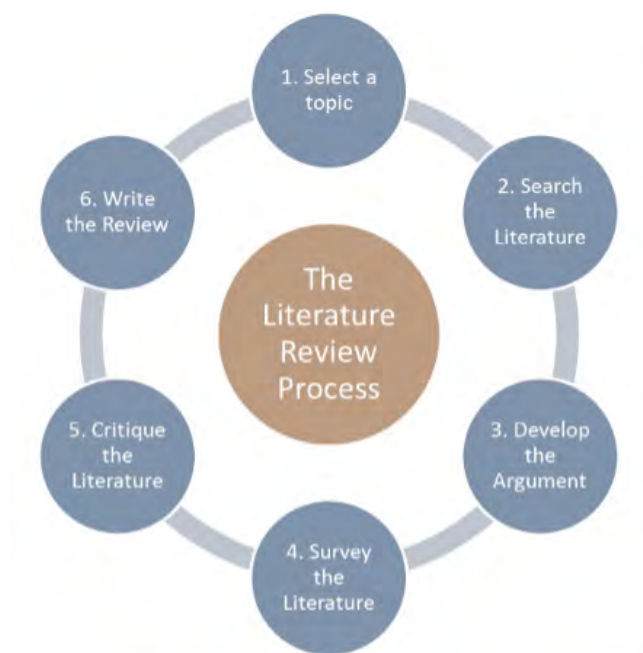 1. Select a
topic
2. Search
the
Literature
3. Develop
the
Argument
4. Survey
the
Literature
5. Critique
the
Literature
6. Write
the Review
The
Literature
Review
Process